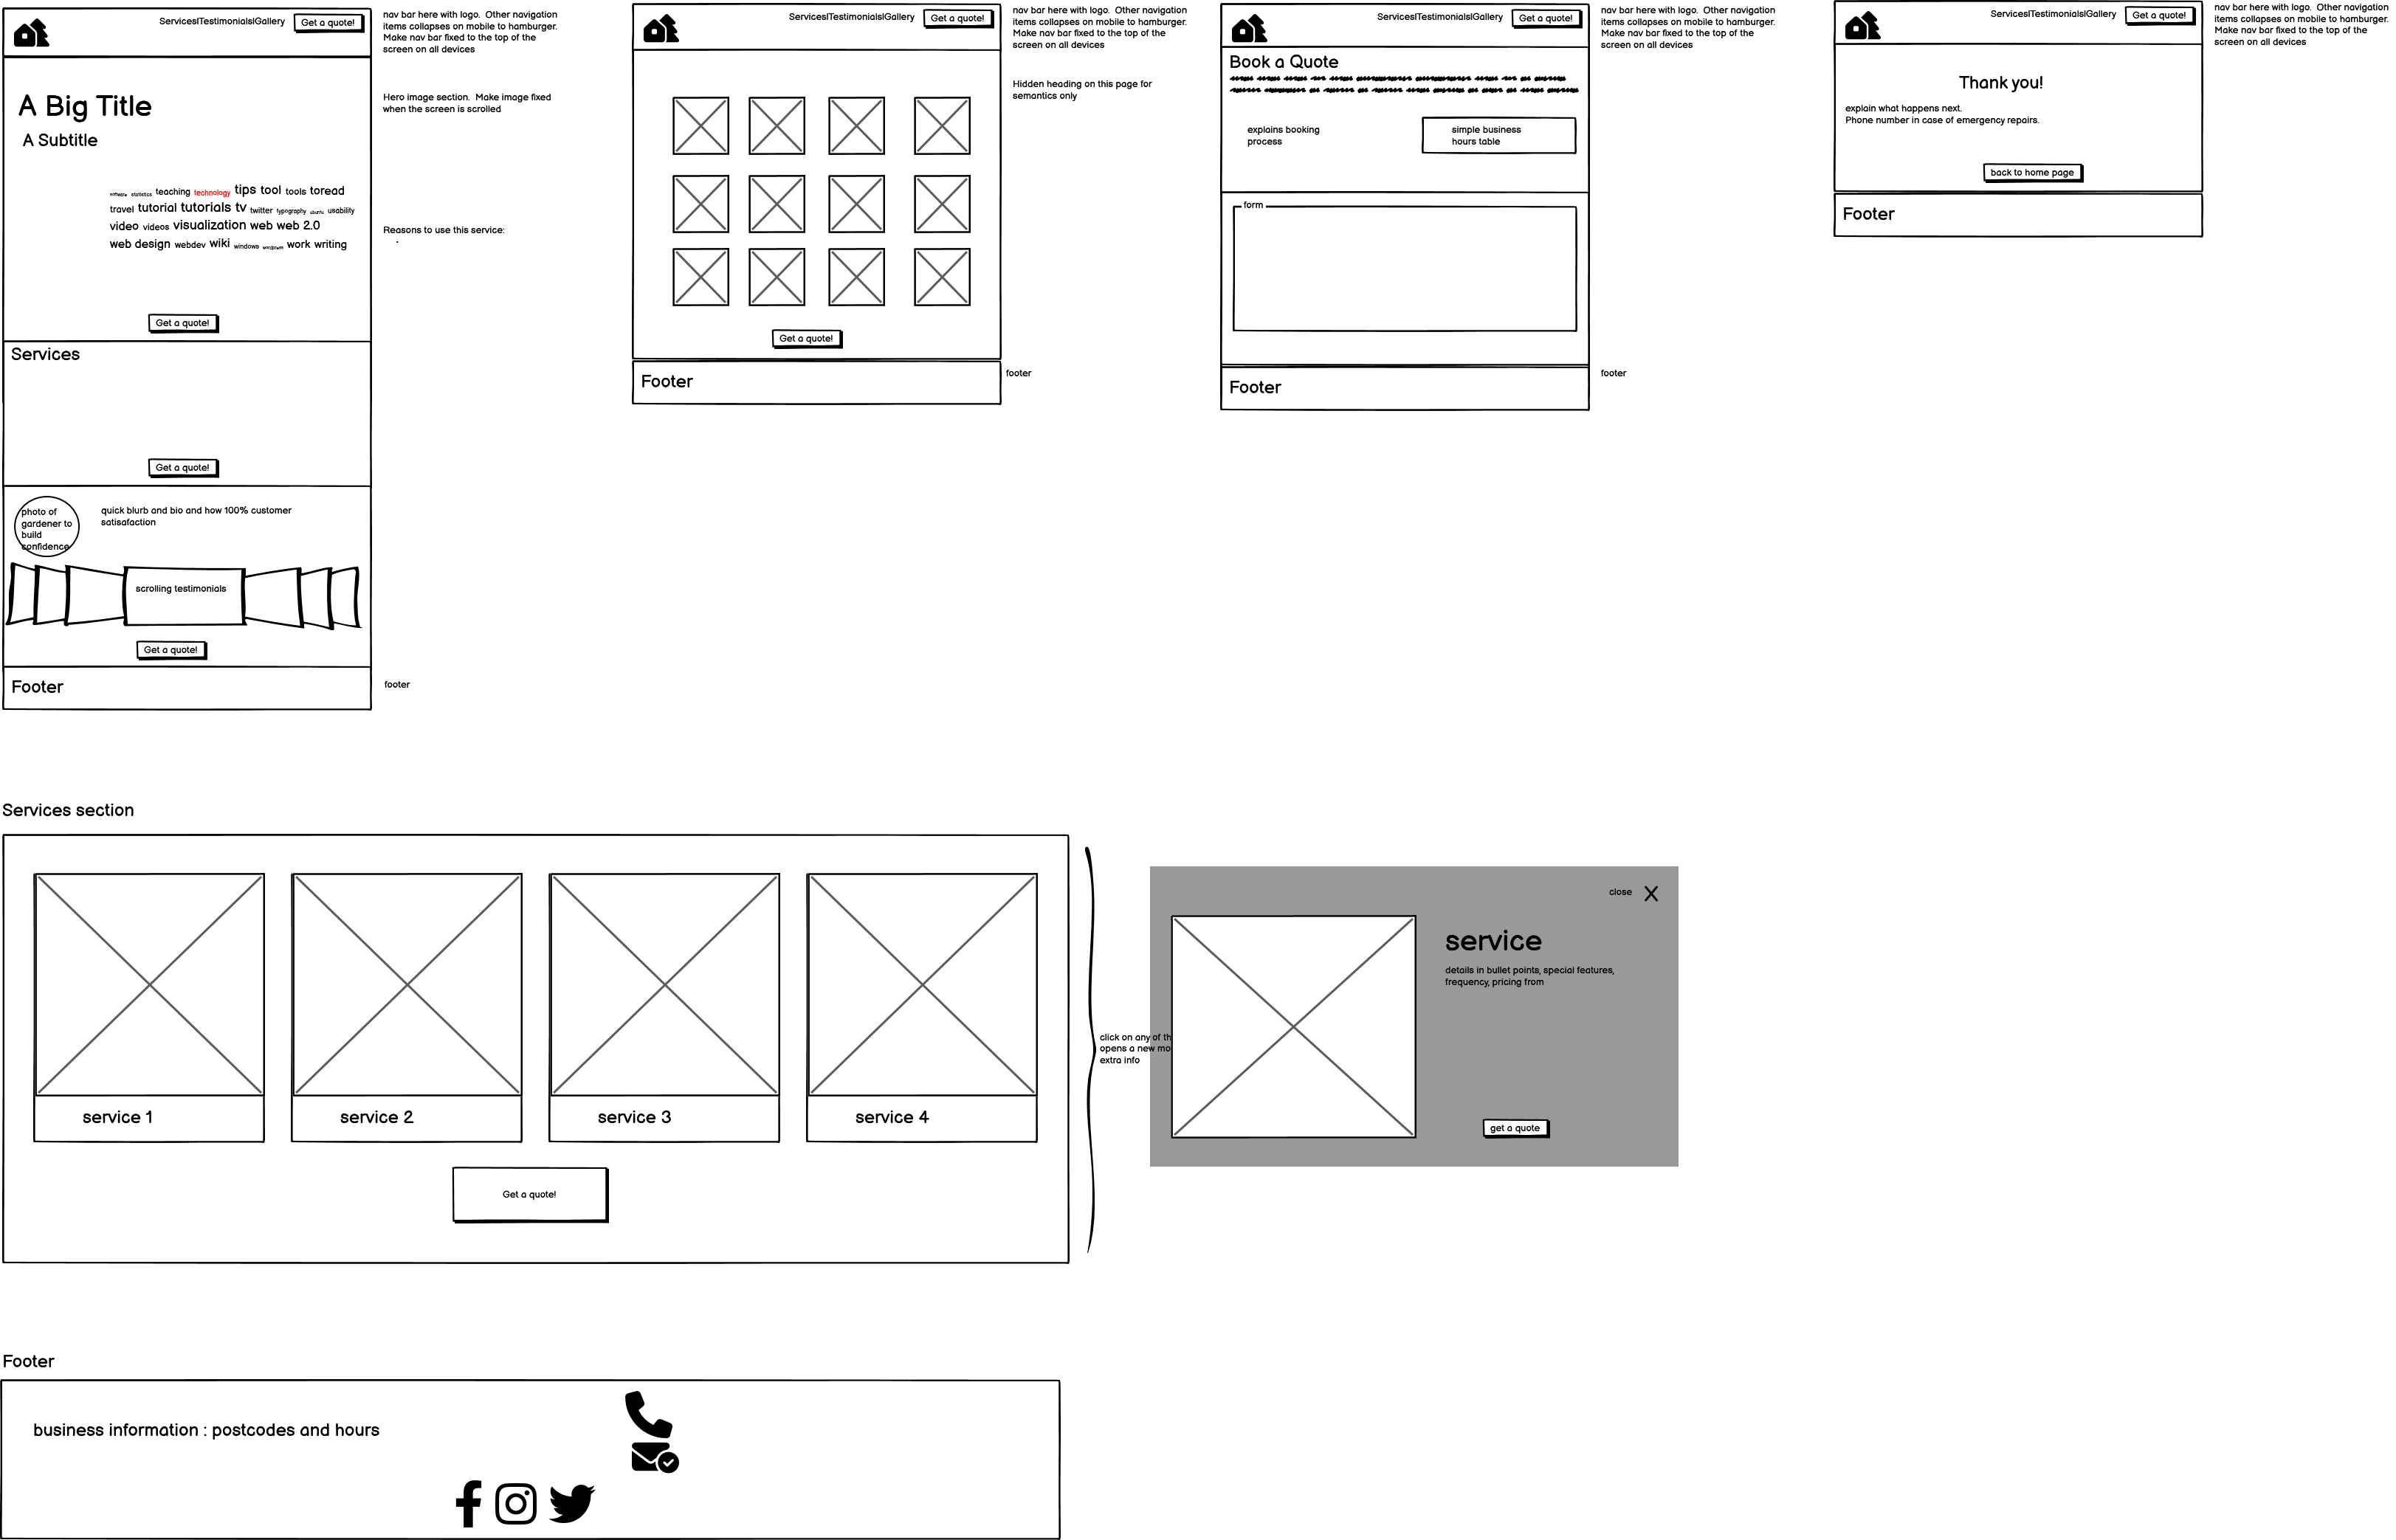 Services|Testimonials|Gallery
Get a quote!
nav bar here with logo. Other navigation
items collapses on mobile to hamburger.
Make nav bar fixed to the top of the
screen on all devices
A Big Title
A Subtitle
Hero image section. Make image fixed
when the screen is scrolled
software statistics teaching technology tips tool tools toread
travel tutorial tutorials tv twitter typography ubuntu usability
video videos visualization web web 2.0
web design webdev wiki windows wordpress work writing
Reasons to use this service:
Get a quote!
Services
Get a quote!
photo of
gardener to
build
confidence
quick blurb and bio and how 100% customer
satisafaction
scrolling testimonials
Get a quote!
Footer
footer
Services|Testimonials|Gallery
Get a quote!
nav bar here with logo. Other navigation
items collapses on mobile to hamburger.
Make nav bar fixed to the top of the
screen on all devices
Hidden heading on this page for
semantics only
Get a quote!
Footer
footer
Services|Testimonials|Gallery
Get a quote!
nav bar here with logo. Other navigation
items collapses on mobile to hamburger.
Make nav bar fixed to the top of the
screen on all devices
Book a Quote
explains booking
process
simple business
hours table
form
Footer
footer
Services|Testimonials|Gallery
Get a quote!
nav bar here with logo. Other navigation
items collapses on mobile to hamburger.
Make nav bar fixed to the top of the
screen on all devices
Thank you!
explain what happens next.
Phone number in case of emergency repairs.
back to home page
Footer
Services section
service 1
service 2
service 3
service 4
Get a quote!
click on any of th
opens a new mo
extra info
close X
service
details in bullet points, special features,
frequency, pricing from
get a quote
Footer
business information : postcodes and hours